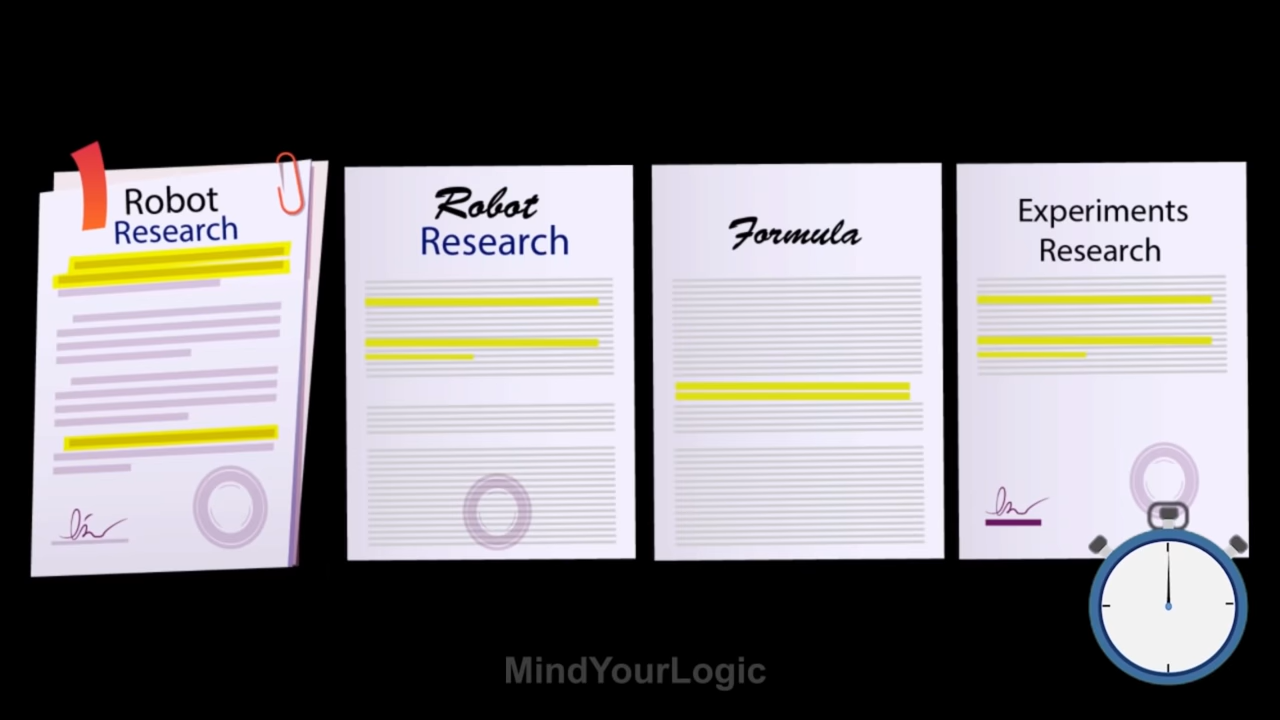 Robot
Research
Robot
Research
Formula
Experiments
Research
MindYourLogic